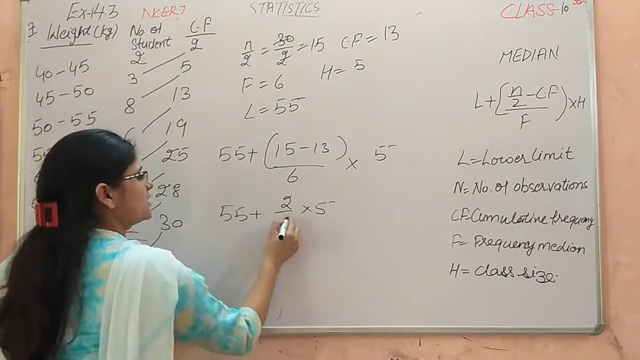 Ex-14.3 NCERT STATISTICS CLASS-10
7 Weight (kg) No. of Student CF
2 2
40-45 3 5
45-50 8 13
50-55 19
55 25
28
30
n/2 = 30/2 = 15 CF = 13
F = 6 H = 5
L = 55
55 + (15-13)/6 × 5
55 + 2/ × 5
MEDIAN
L + (n/2 - CF / F) × H
L = Lower limit
N = No. of observations
CF = Cumulative frequency
F = Frequency median
H = Class size